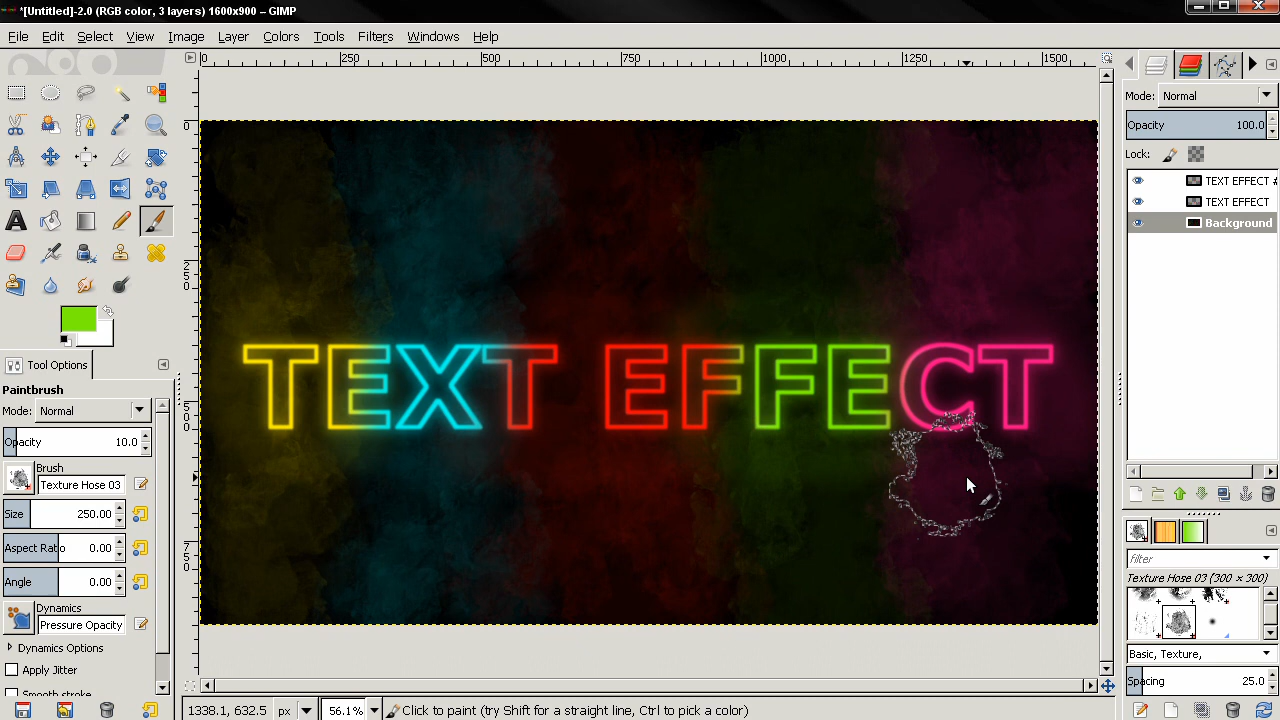 *[Untitled]-2.0 (RGB color, 3 layers) 1600x900 – GIMP
File Edit Select View Image Layer Colors Tools Filters Windows Help
0 250 500 750 1000 1250 1500
Mode: Normal
Opacity 100.0
Lock:
TEXT EFFECT #
TEXT EFFECT
Background
0
250
500
750
TEXT EFFECT
Tool Options
Paintbrush
Mode: Normal
Opacity 10.0
Brush
Texture Hose 03
Size 250.00
Aspect Ratio 0.00
Angle 0.00
Dynamics
Pressure Opacity
Dynamics Options
Apply Jitter
Smooth stroke
filter
Texture Hose 03 (300 × 300)
Basic, Texture,
Spacing 25.0
1338.1, 632.5 px 56.1% Click to paint (try Shift for a straight line, Ctrl to pick a color)